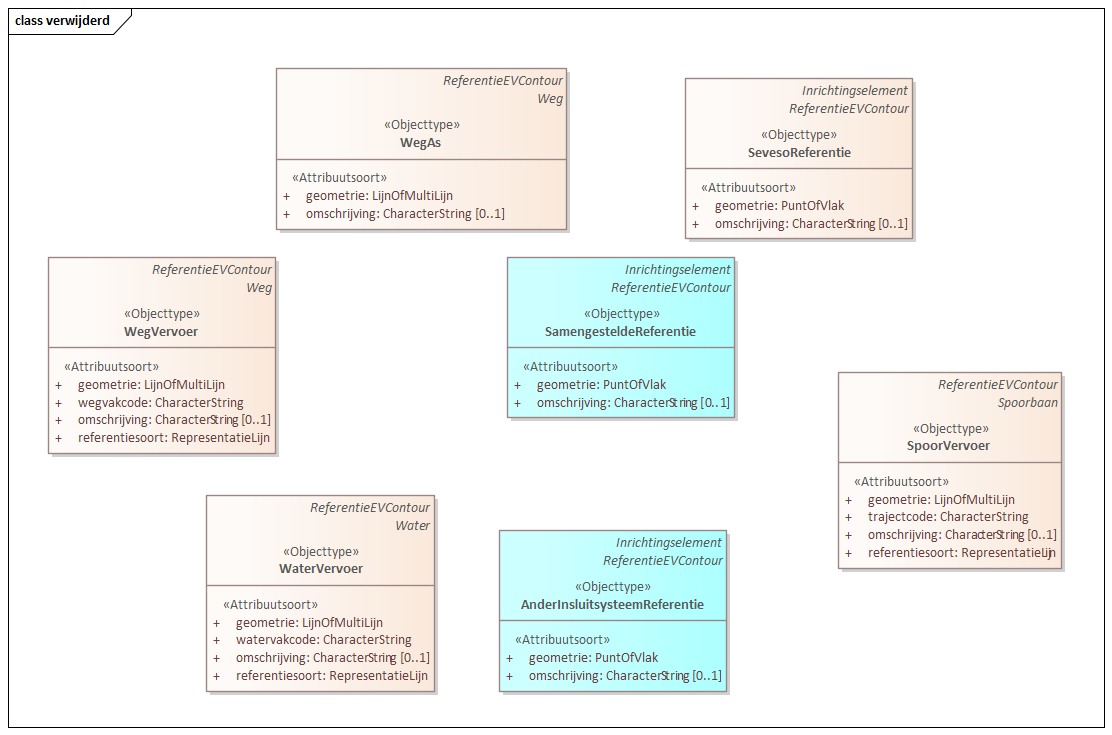 class verwijderd
ReferentieEVContour
Weg
«Objecttype»
WegAs
«Attribuutsoort»
+ geometrie: LijnOfMultiLijn
+ omschrijving: CharacterString [0..1]
Inrichtingselement
ReferentieEVContour
«Objecttype»
SevesoReferentie
«Attribuutsoort»
+ geometrie: PuntOfVlak
+ omschrijving: CharacterString [0..1]
ReferentieEVContour
Weg
«Objecttype»
WegVervoer
«Attribuutsoort»
+ geometrie: LijnOfMultiLijn
+ wegvakcode: CharacterString
+ omschrijving: CharacterString [0..1]
+ referentiesoort: RepresentatieLijn
Inrichtingselement
ReferentieEVContour
«Objecttype»
SamengesteldeReferentie
«Attribuutsoort»
+ geometrie: PuntOfVlak
+ omschrijving: CharacterString [0..1]
ReferentieEVContour
Spoorbaan
«Objecttype»
SpoorVervoer
«Attribuutsoort»
+ geometrie: LijnOfMultiLijn
+ trajectcode: CharacterString
+ omschrijving: CharacterString [0..1]
+ referentiesoort: RepresentatieLijn
ReferentieEVContour
Water
«Objecttype»
WaterVervoer
«Attribuutsoort»
+ geometrie: LijnOfMultiLijn
+ watervakcode: CharacterString
+ omschrijving: CharacterString [0..1]
+ referentiesoort: RepresentatieLijn
Inrichtingselement
ReferentieEVContour
«Objecttype»
AnderInsluitsysteemReferentie
«Attribuutsoort»
+ geometrie: PuntOfVlak
+ omschrijving: CharacterString [0..1]